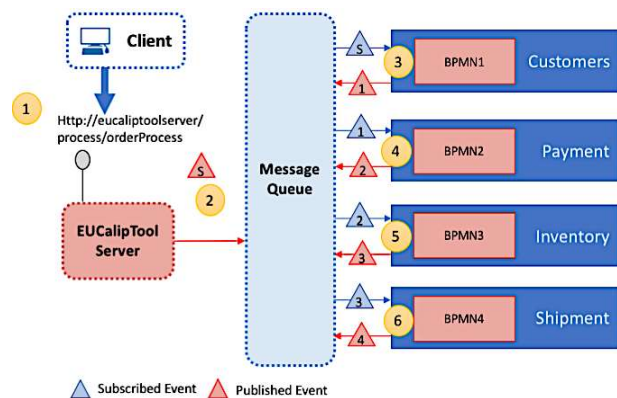 Client
1
Http://eucaliptoolserver/
process/orderProcess
S
2
EUCalipTool
Server
Message
Queue
S
3
BPMN1
Customers
1
1
4
BPMN2
Payment
2
2
5
BPMN3
Inventory
3
3
6
BPMN4
Shipment
4
Subscribed Event
Published Event